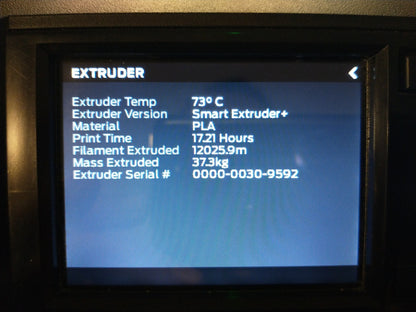 EXTRUDER
Extruder Temp 73º C
Extruder Version Smart Extruder+
Material PLA
Print Time 17.21 Hours
Filament Extruded 12025.9m
Mass Extruded 37.3kg
Extruder Serial # 0000-0030-9592